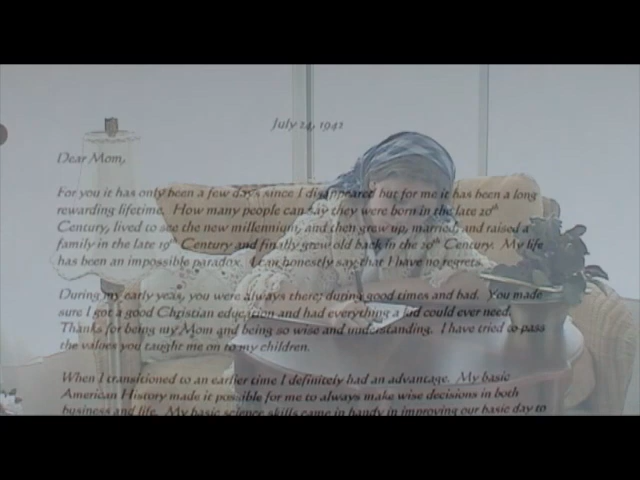 July 24, 1942
Dear Mom,
For you it has only been a few days since I disappeared but for me it has been a long
rewarding lifetime. How many people can say they were born in the late 20th
Century, lived to see the new millennium, and then grew up, married, and raised a
family in the late 19th Century and finally grew old back in the 20th Century. My life
has been an impossible paradox. I can honestly say that I have no regrets.
During my early years, you were always there; during good times and bad. You made
sure I got a good Christian education and had everything a lad could ever need.
Thanks for being my Mom and being so wise and understanding. I have tried to pass
the values you taught me on to my children.
When I transitioned to an earlier time I definitely had an advantage. My basic
American History made it possible for me to always make wise decisions in both
business and life. My basic science skills came in handy in improving our basic day to